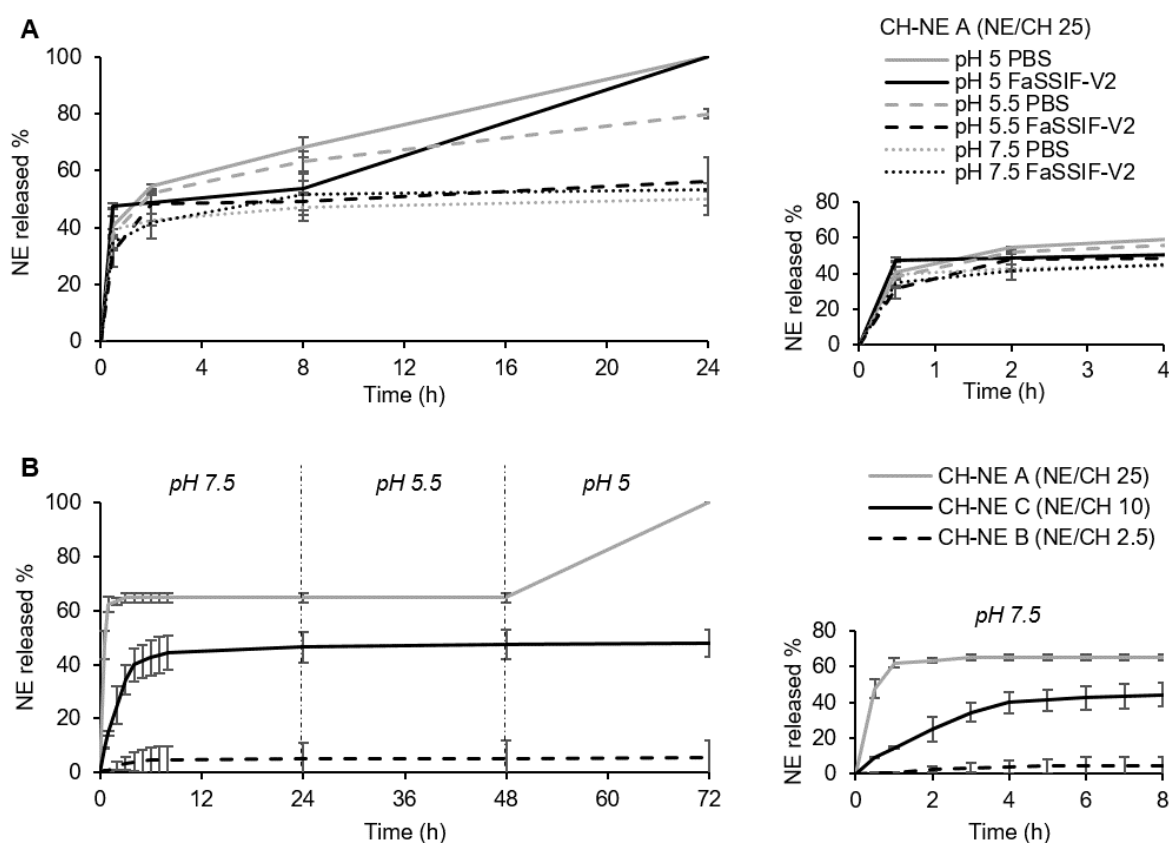 A
CH-NE A (NE/CH 25)
pH 5 PBS
pH 5 FaSSIF-V2
pH 5.5 PBS
pH 5.5 FaSSIF-V2
pH 7.5 PBS
pH 7.5 FaSSIF-V2
NE released %
100
80
60
40
20
0
0 4 8 12 16 20 24
Time (h)
NE released %
80
60
40
20
0
0 1 2 3 4
Time (h)
B
pH 7.5 pH 5.5 pH 5
NE released %
100
80
60
40
20
0
0 12 24 36 48 60 72
Time (h)
CH-NE A (NE/CH 25)
CH-NE C (NE/CH 10)
CH-NE B (NE/CH 2.5)
pH 7.5
NE released %
80
60
40
20
0
0 2 4 6 8
Time (h)